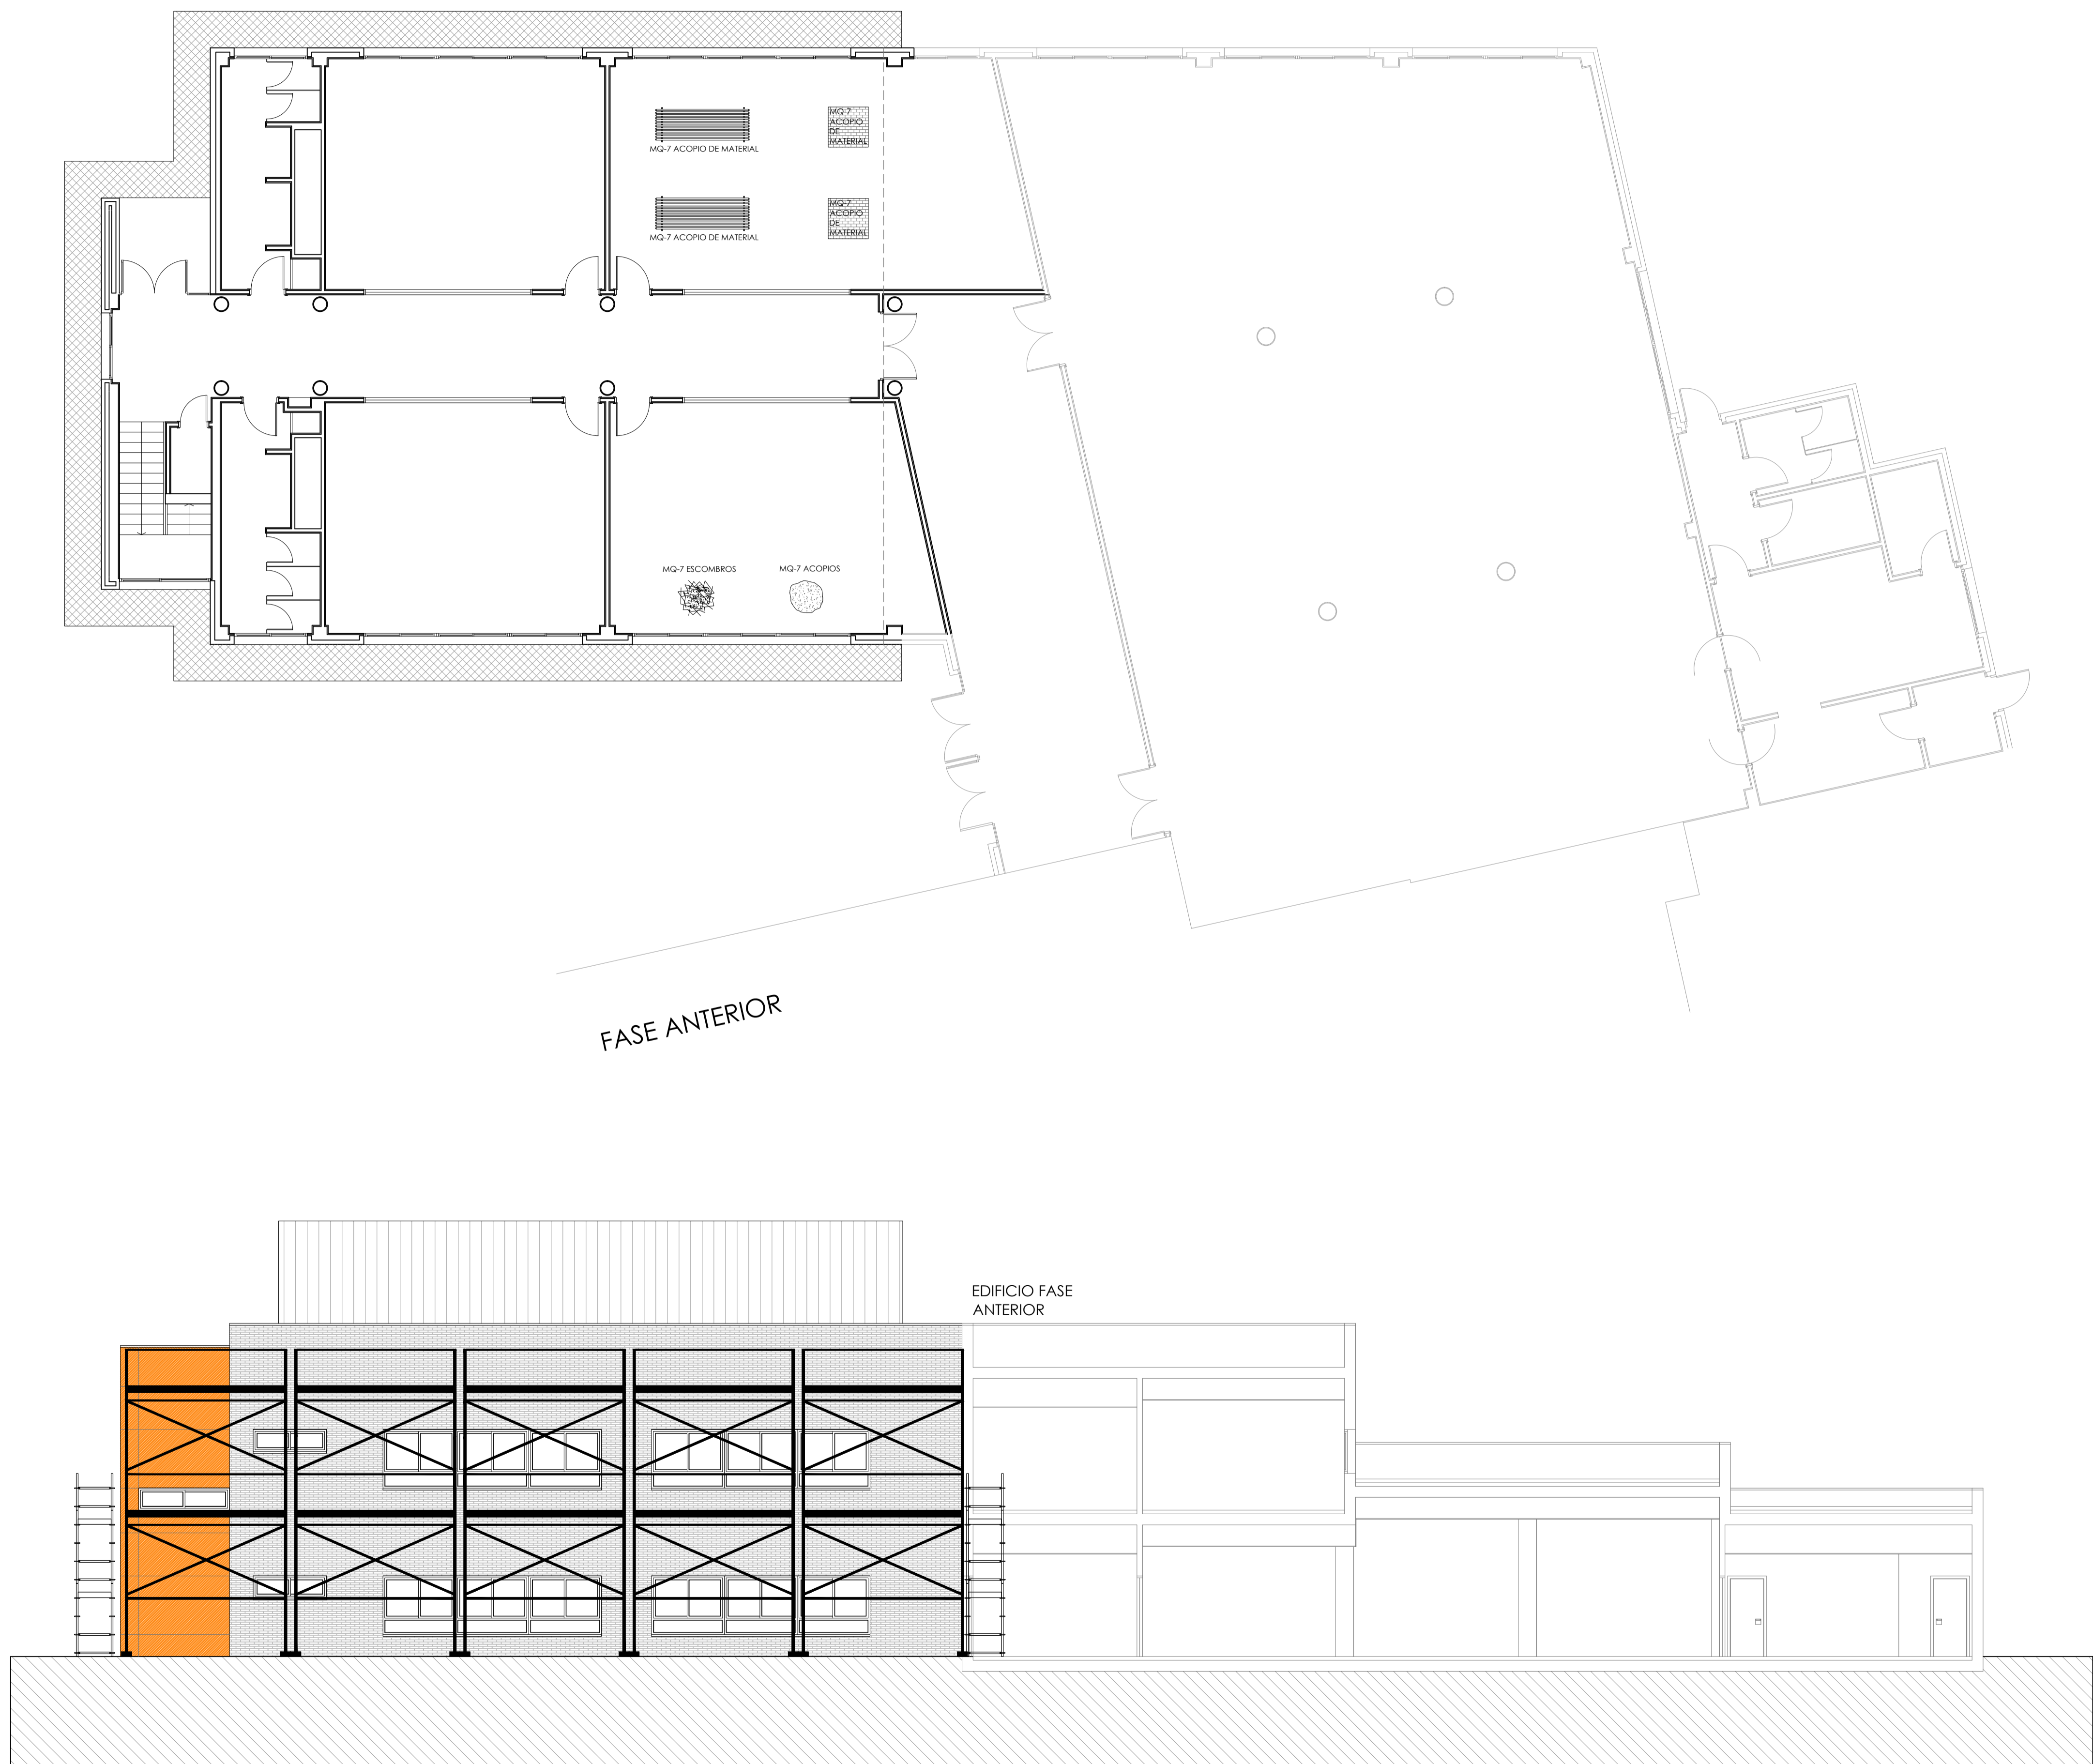 MQ-7
ACOPIO
DE
MATERIAL
MQ-7 ACOPIO DE MATERIAL
MQ-7
ACOPIO
DE
MATERIAL
MQ-7 ACOPIO DE MATERIAL
MQ-7 ESCOMBROS
MQ-7 ACOPIOS
FASE ANTERIOR
EDIFICIO FASE
ANTERIOR